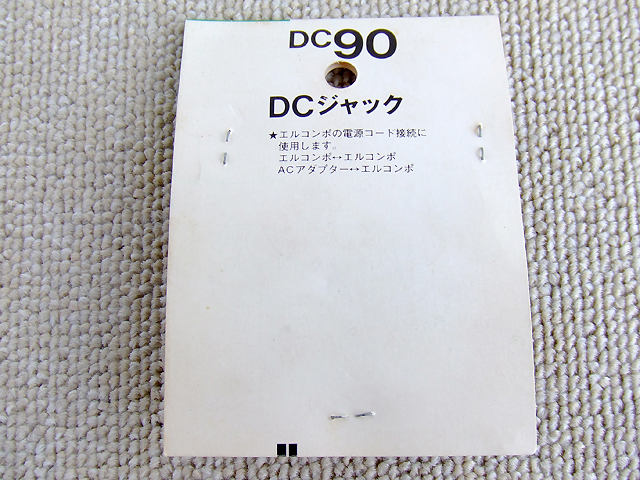 DC90
DCジャック
★エルコンポの電源コード接続に
使用します。
エルコンポ↔エルコンポ
ACアダプター↔エルコンポ